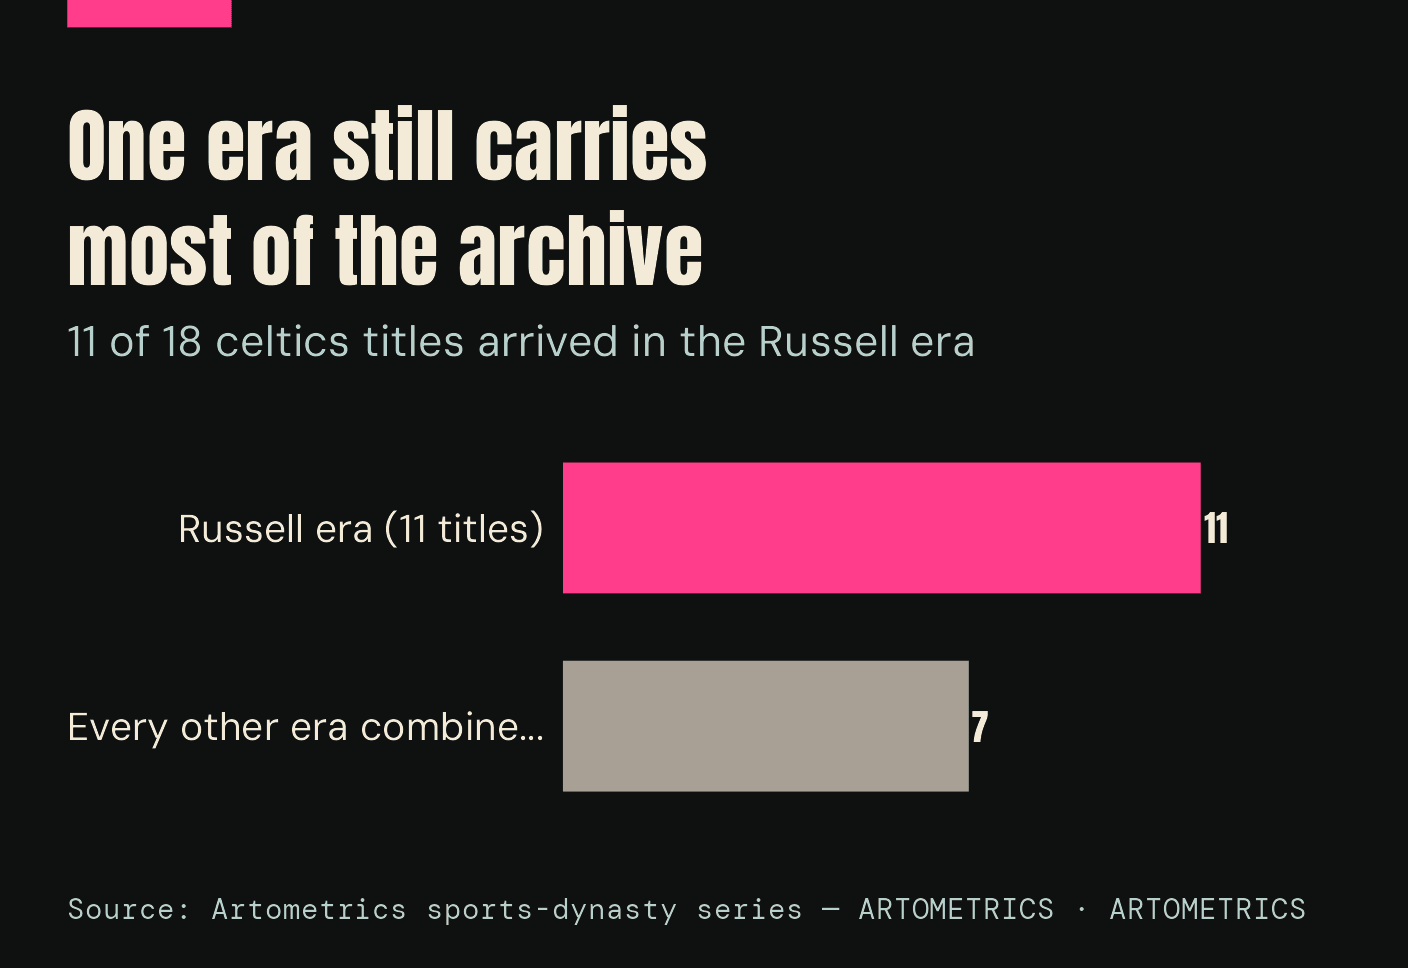 One era still carries
most of the archive
11 of 18 celtics titles arrived in the Russell era
Russell era (11 titles) 11
Every other era combine... 7
Source: Artometrics sports-dynasty series — ARTOMETRICS · ARTOMETRICS